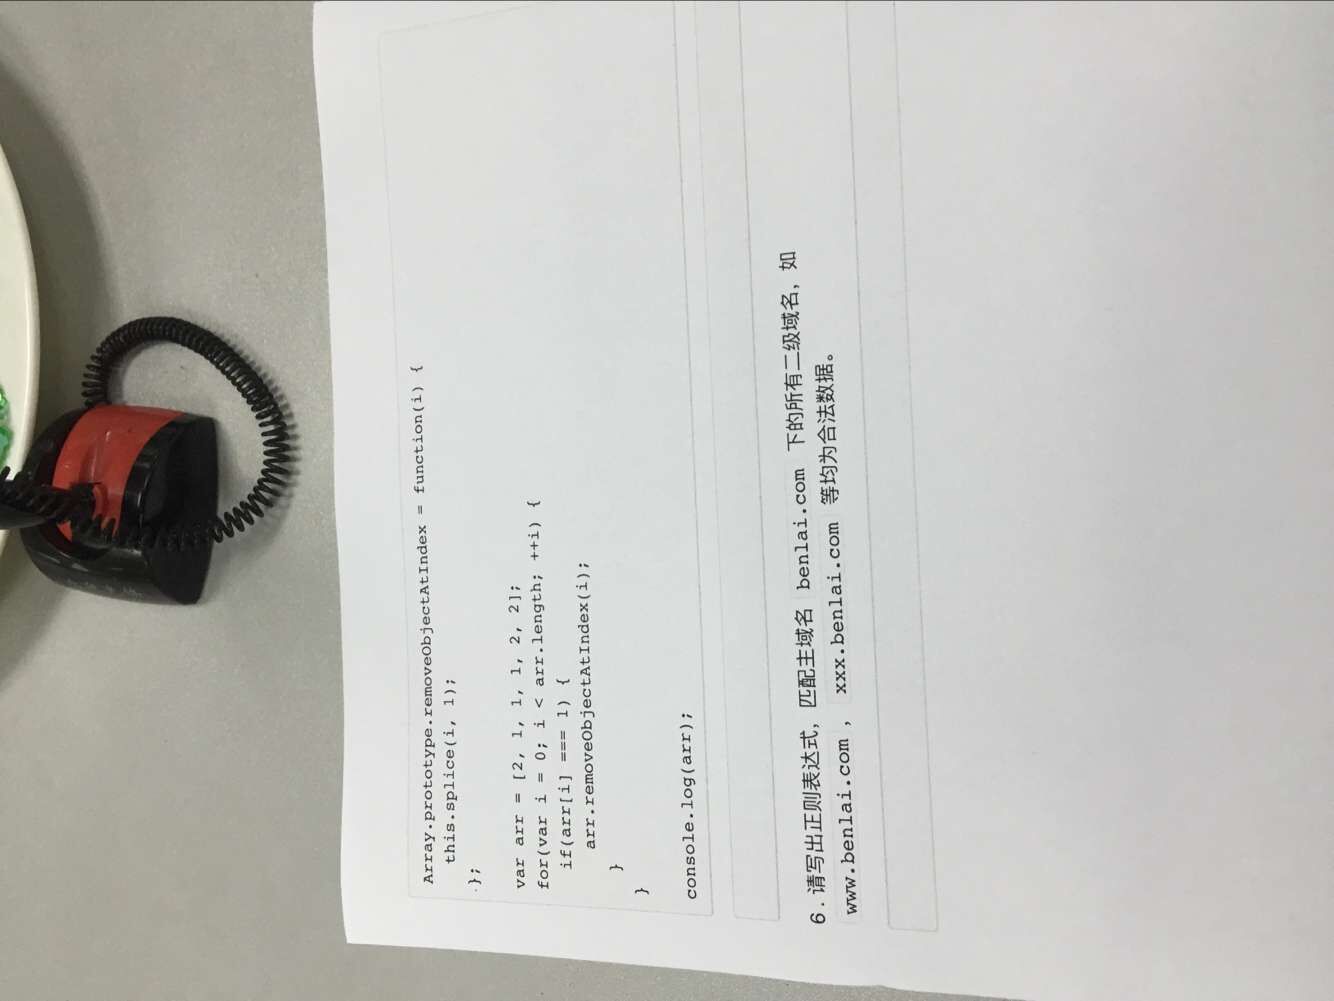 Array.prototype.removeObjectAtIndex = function(i) {
this.splice(i, 1);
};
var arr = [2, 1, 1, 1, 2, 2];
for(var i = 0; i < arr.length; ++i) {
if(arr[i] === 1) {
arr.removeObjectAtIndex(i);
}
}
console.log(arr);
6.请写出正则表达式，匹配主域名 benlai.com 下的所有二级域名，如
www.benlai.com ， xxx.benlai.com 等均为合法数据。